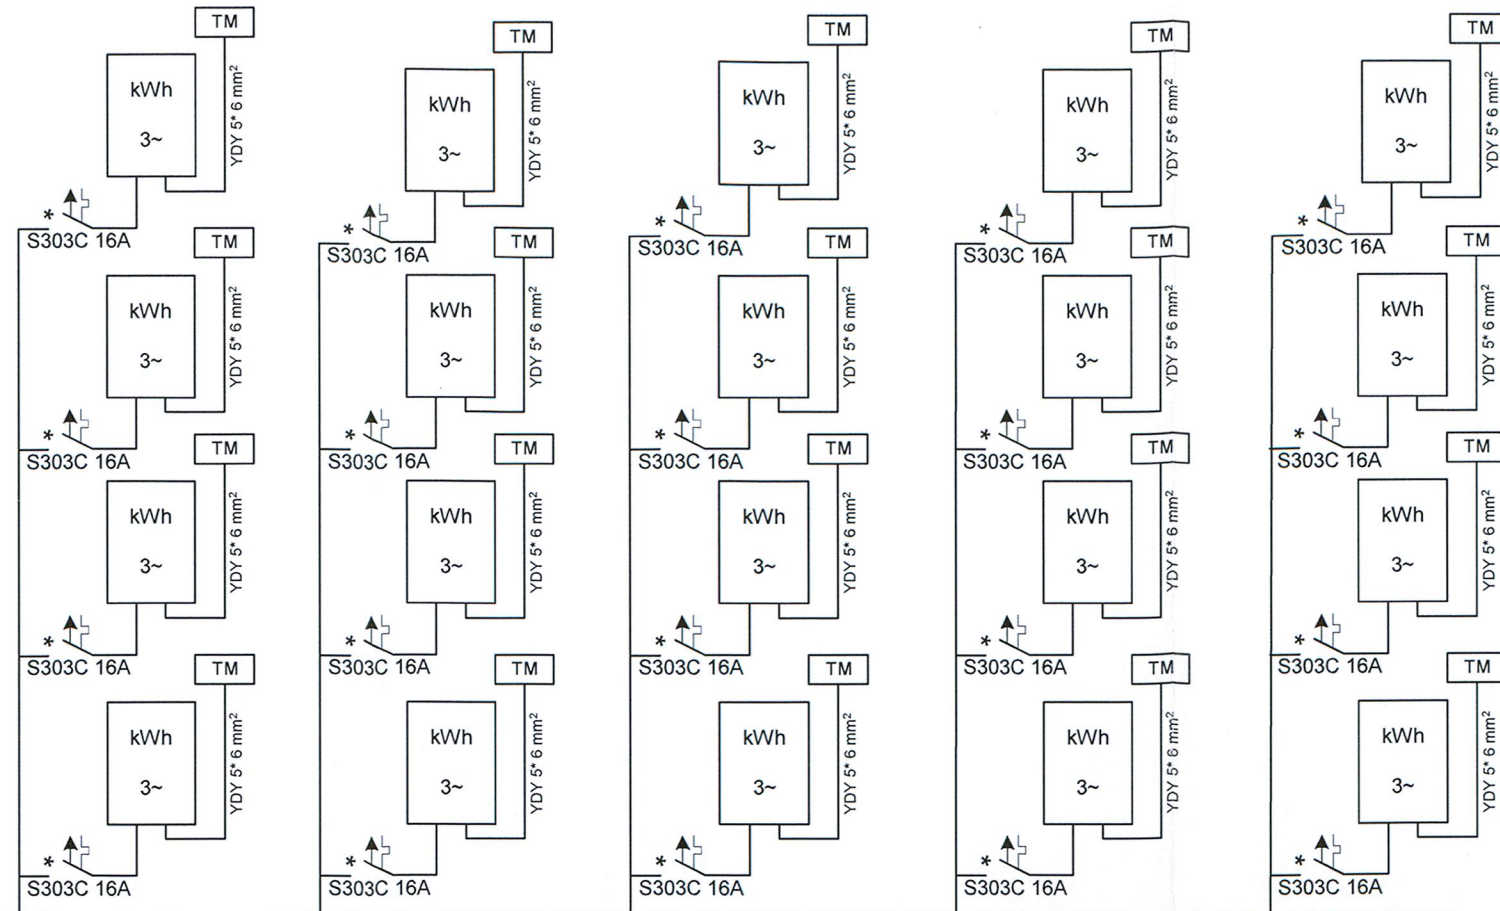 TM
kWh
3~
YDY 5* 6 mm²
*
S303C 16A
TM
kWh
3~
YDY 5* 6 mm²
*
S303C 16A
TM
kWh
3~
YDY 5* 6 mm²
*
S303C 16A
TM
kWh
3~
YDY 5* 6 mm²
*
S303C 16A
TM
kWh
3~
YDY 5* 6 mm²
*
S303C 16A
TM
kWh
3~
YDY 5* 6 mm²
*
S303C 16A
TM
kWh
3~
YDY 5* 6 mm²
*
S303C 16A
TM
kWh
3~
YDY 5* 6 mm²
*
S303C 16A
TM
kWh
3~
YDY 5* 6 mm²
*
S303C 16A
TM
kWh
3~
YDY 5* 6 mm²
*
S303C 16A
TM
kWh
3~
YDY 5* 6 mm²
*
S303C 16A
TM
kWh
3~
YDY 5* 6 mm²
*
S303C 16A
TM
kWh
3~
YDY 5* 6 mm²
*
S303C 16A
TM
kWh
3~
YDY 5* 6 mm²
*
S303C 16A
TM
kWh
3~
YDY 5* 6 mm²
*
S303C 16A
TM
kWh
3~
YDY 5* 6 mm²
*
S303C 16A
TM
kWh
3~
YDY 5* 6 mm²
*
S303C 16A
TM
kWh
3~
YDY 5* 6 mm²
*
S303C 16A
TM
kWh
3~
YDY 5* 6 mm²
*
S303C 16A
TM
kWh
3~
YDY 5* 6 mm²
*
S303C 16A